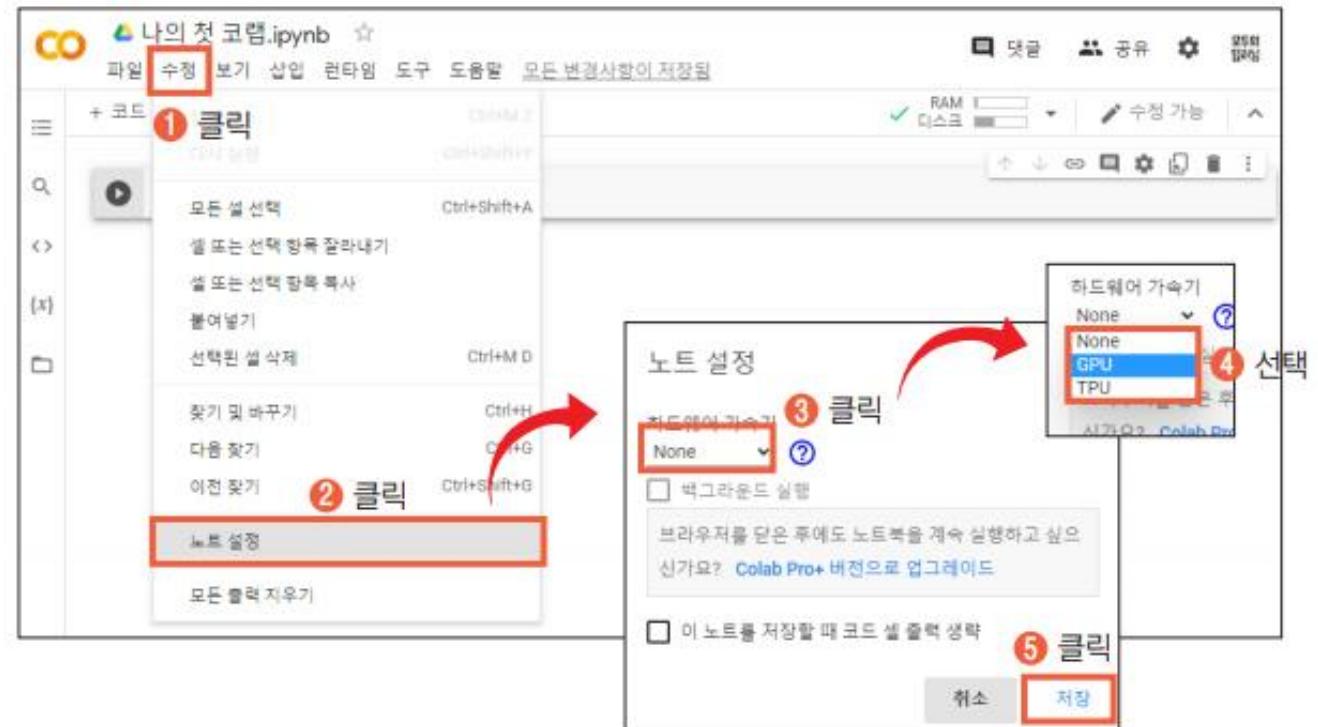 나의 첫 코랩.ipynb
댓글 공유
파일 수정 보기 삽입 런타임 도구 도움말 모든 변경사항이 저장됨
+ 코드
RAM
디스크
수정 가능
1 클릭
Ctrl+M Z
다시 실행 Ctrl+Shift+Y
모든 셀 선택 Ctrl+Shift+A
셀 또는 선택 항목 잘라내기
셀 또는 선택 항목 복사
붙여넣기
선택된 셀 삭제 Ctrl+M D
찾기 및 바꾸기 Ctrl+H
다음 찾기
이전 찾기 Ctrl+Shift+G
2 클릭
노트 설정
모든 출력 지우기
노트 설정
하드웨어 가속기
3 클릭
None
백그라운드 실행
브라우저를 닫은 후에도 노트북을 계속 실행하고 싶으
신가요? Colab Pro+ 버전으로 업그레이드
이 노트를 저장할 때 코드 셀 출력 생략
5 클릭
취소 저장
하드웨어 가속기
None
None
GPU
TPU
4 선택